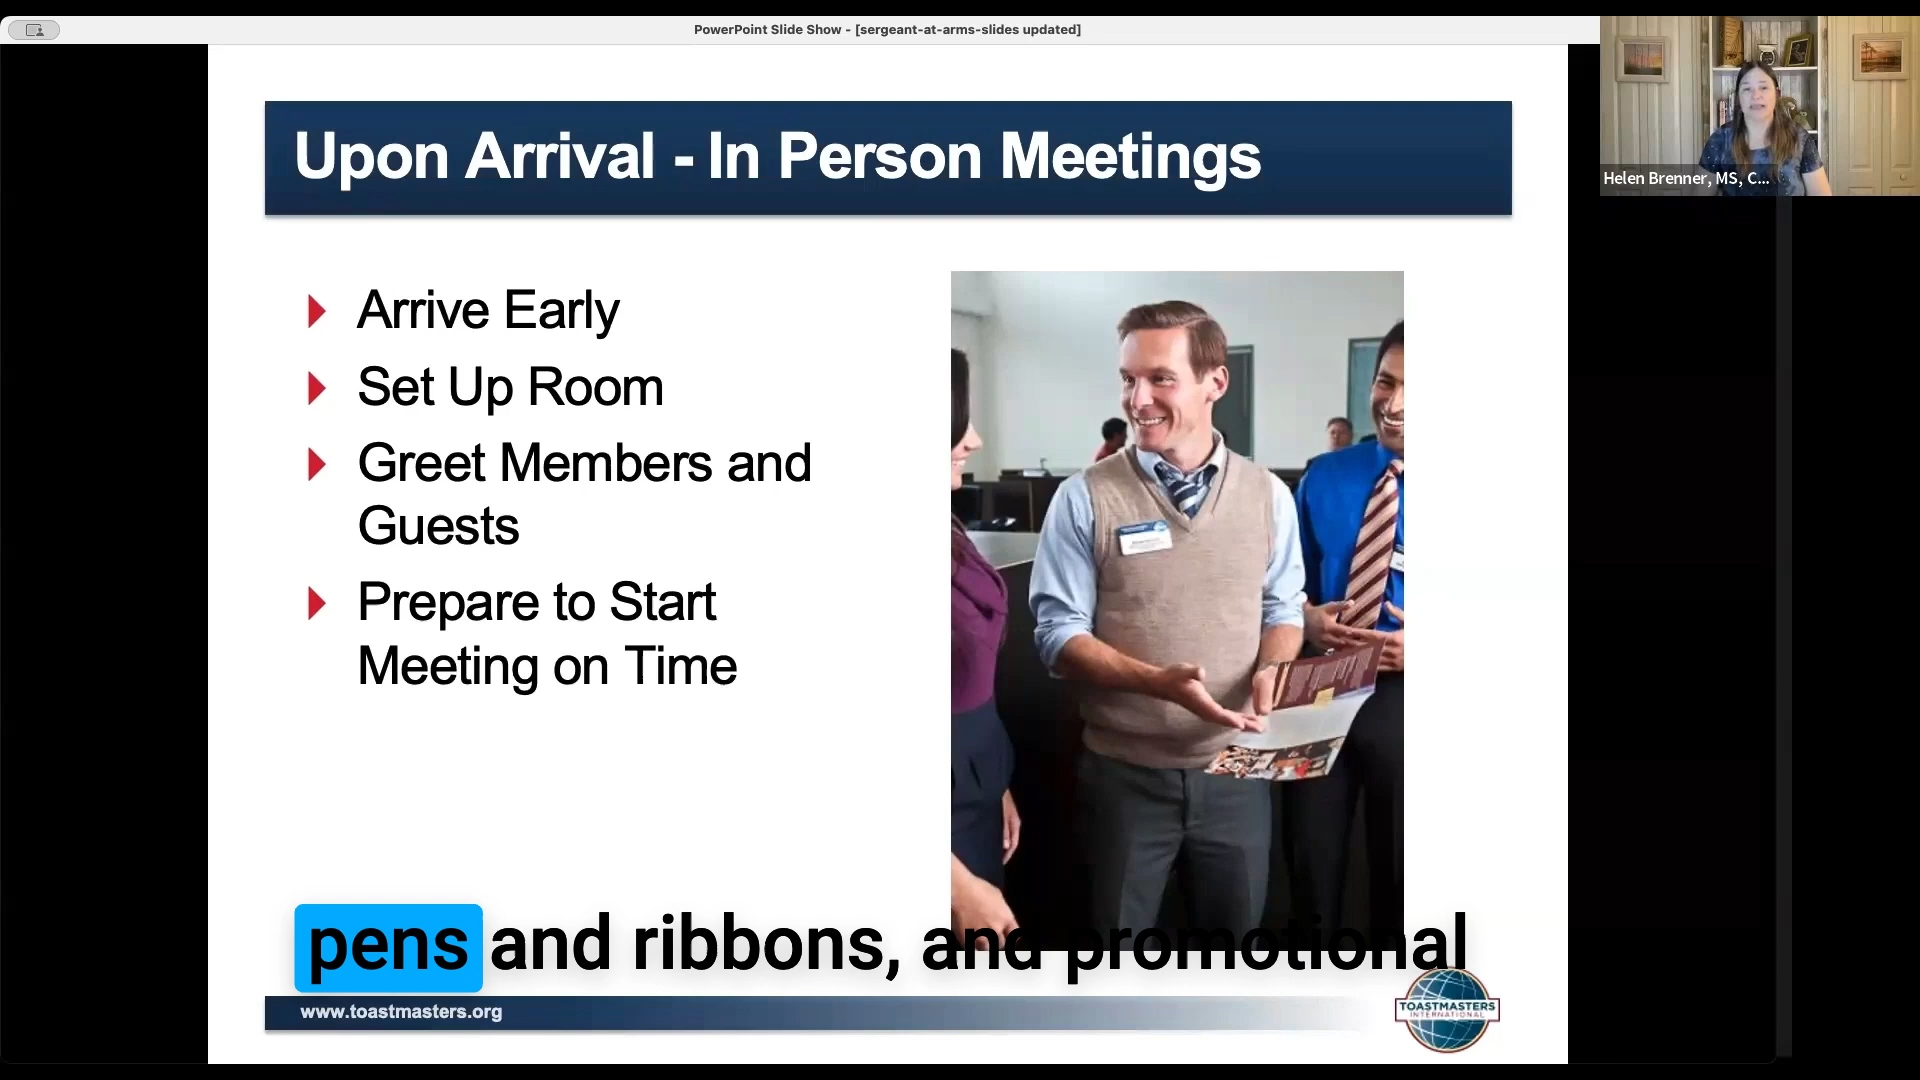 PowerPoint Slide Show - [sergeant-at-arms-slides updated]
Helen Brenner, MS, C...
Upon Arrival - In Person Meetings
Arrive Early
Set Up Room
Greet Members and
Guests
Prepare to Start
Meeting on Time
pens and ribbons, and promotional
www.toastmasters.org
TOASTMASTERS
INTERNATIONAL